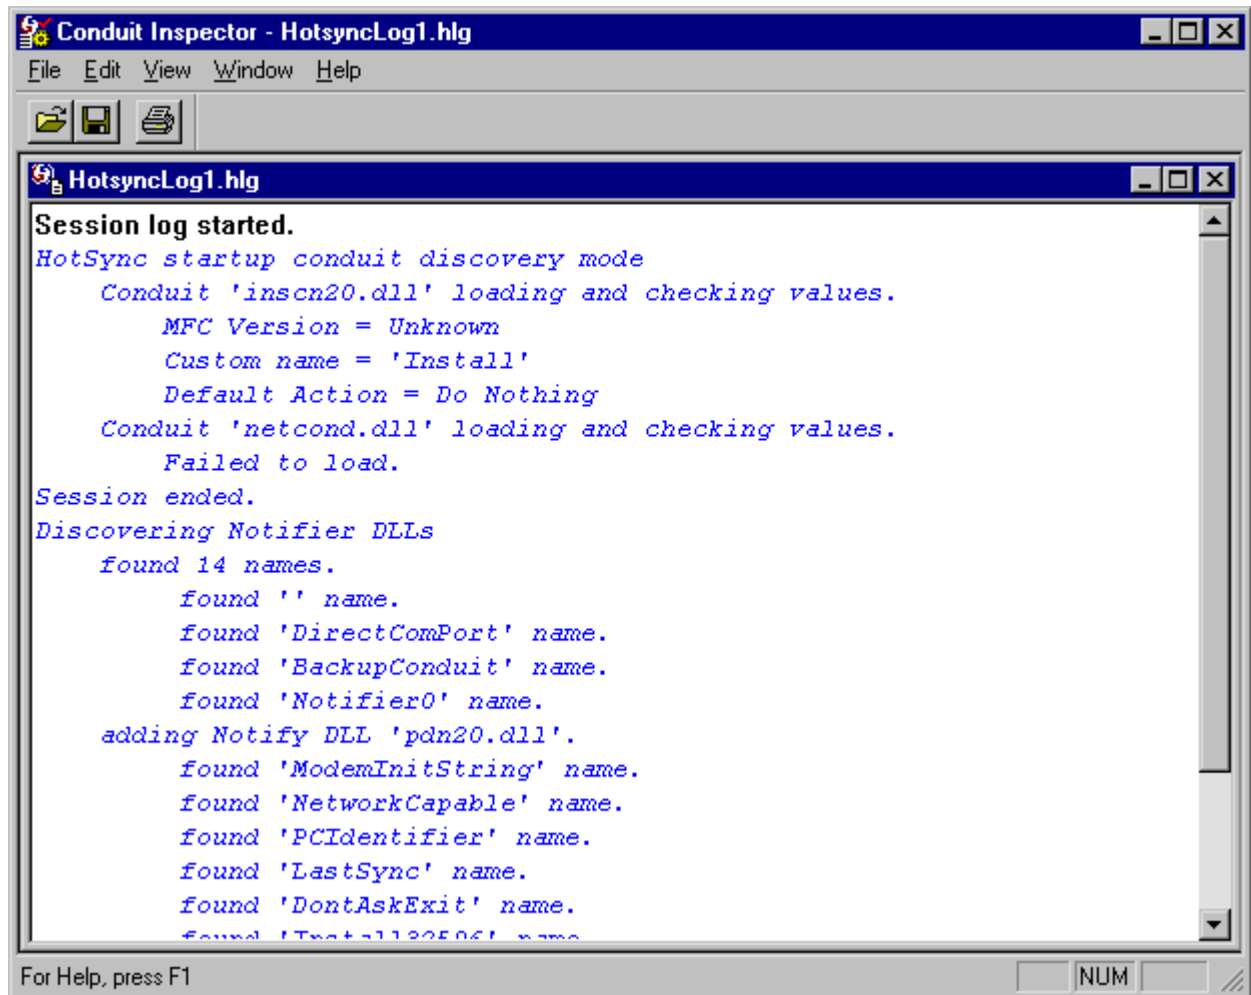 Conduit Inspector - HotsyncLog1.hlg
File Edit View Window Help
HotsyncLog1.hlg
Session log started.
HotSync startup conduit discovery mode
Conduit 'inscn20.dll' loading and checking values.
MFC Version = Unknown
Custom name = 'Install'
Default Action = Do Nothing
Conduit 'netcond.dll' loading and checking values.
Failed to load.
Session ended.
Discovering Notifier DLLs
found 14 names.
found '' name.
found 'DirectComPort' name.
found 'BackupConduit' name.
found 'Notifier0' name.
adding Notify DLL 'pdn20.dll'.
found 'ModemInitString' name.
found 'NetworkCapable' name.
found 'PCIdentifier' name.
found 'LastSync' name.
found 'DontAskExit' name.
found name
For Help, press F1
NUM